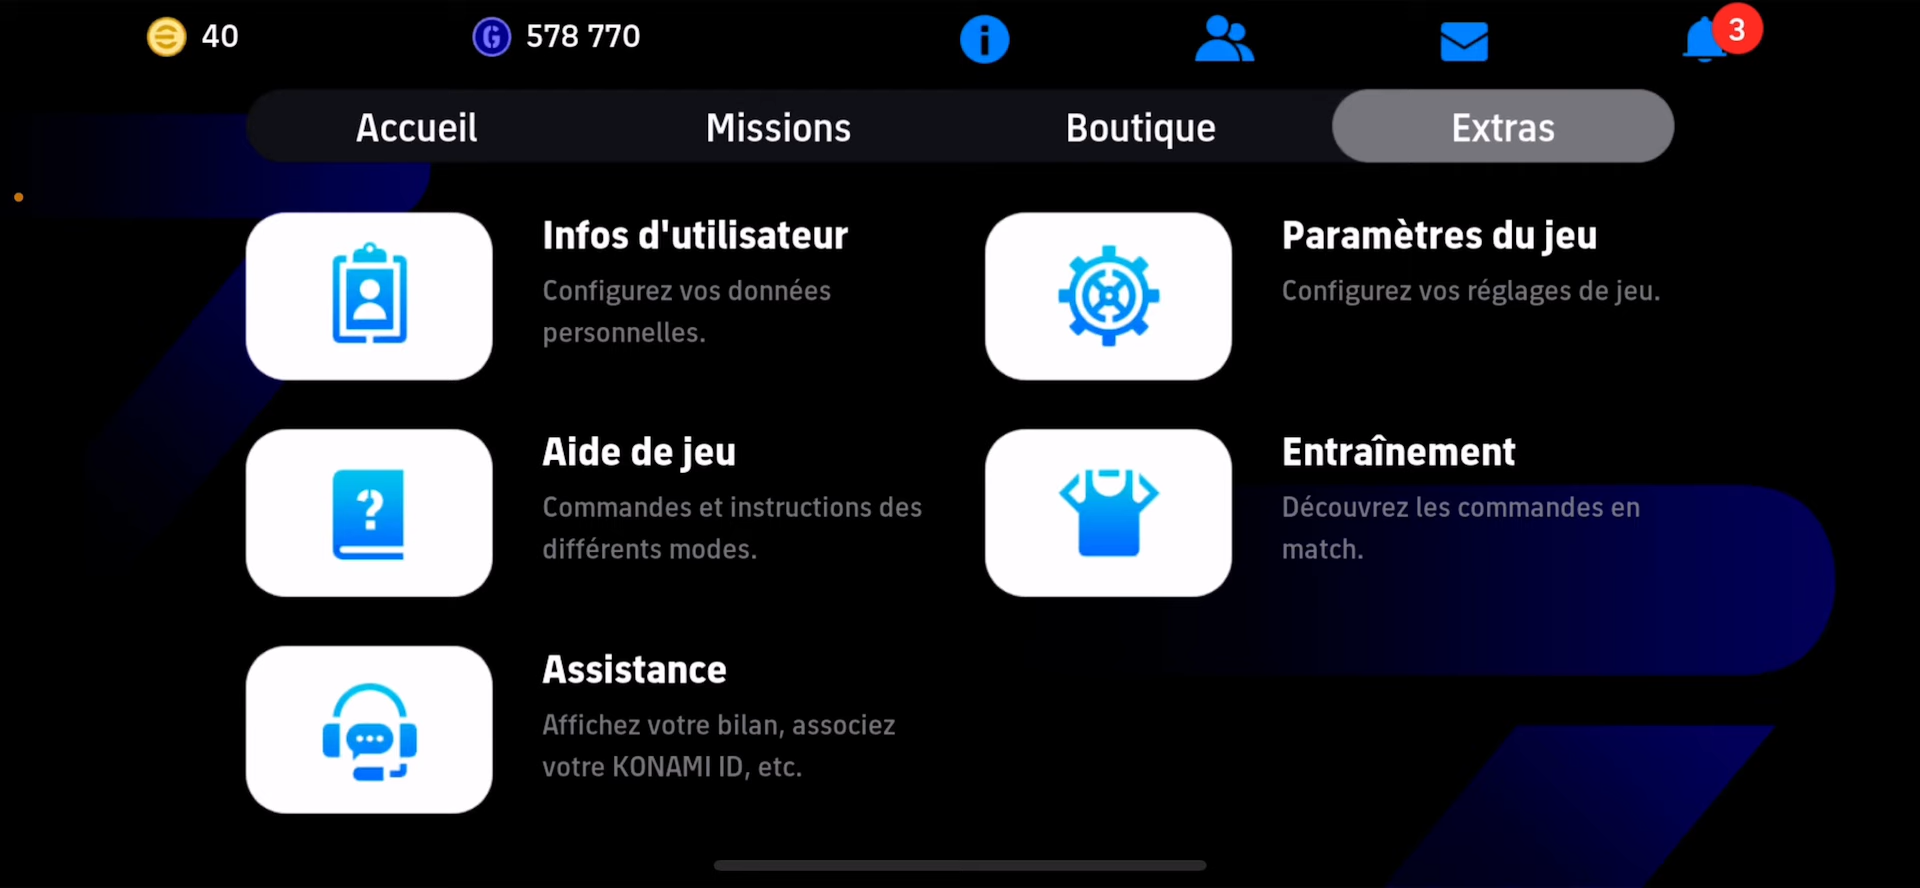 40
578 770
3
Accueil
Missions
Boutique
Extras
Infos d'utilisateur
Configurez vos données
personnelles.
Paramètres du jeu
Configurez vos réglages de jeu.
Aide de jeu
Commandes et instructions des
différents modes.
Entraînement
Découvrez les commandes en
match.
Assistance
Affichez votre bilan, associez
votre KONAMI ID, etc.